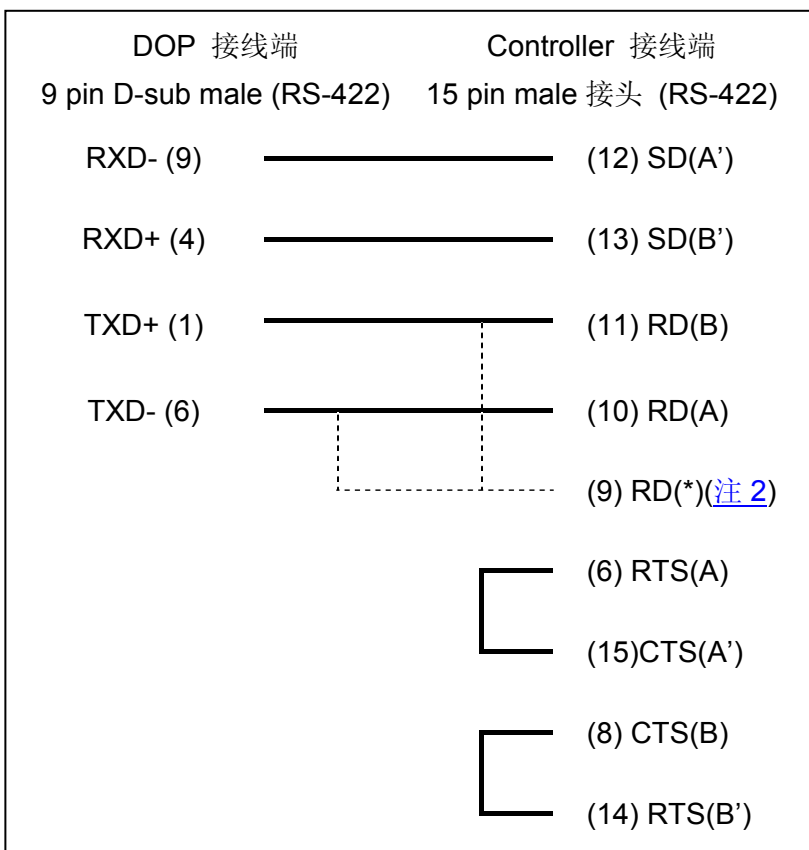 DOP 接线端 Controller 接线端
9 pin D-sub male (RS-422) 15 pin male 接头 (RS-422)
RXD- (9) (12) SD(A’)
RXD+ (4) (13) SD(B’)
TXD+ (1) (11) RD(B)
TXD- (6) (10) RD(A)
(9) RD(*)(注 2)
(6) RTS(A)
(15)CTS(A’)
(8) CTS(B)
(14) RTS(B’)